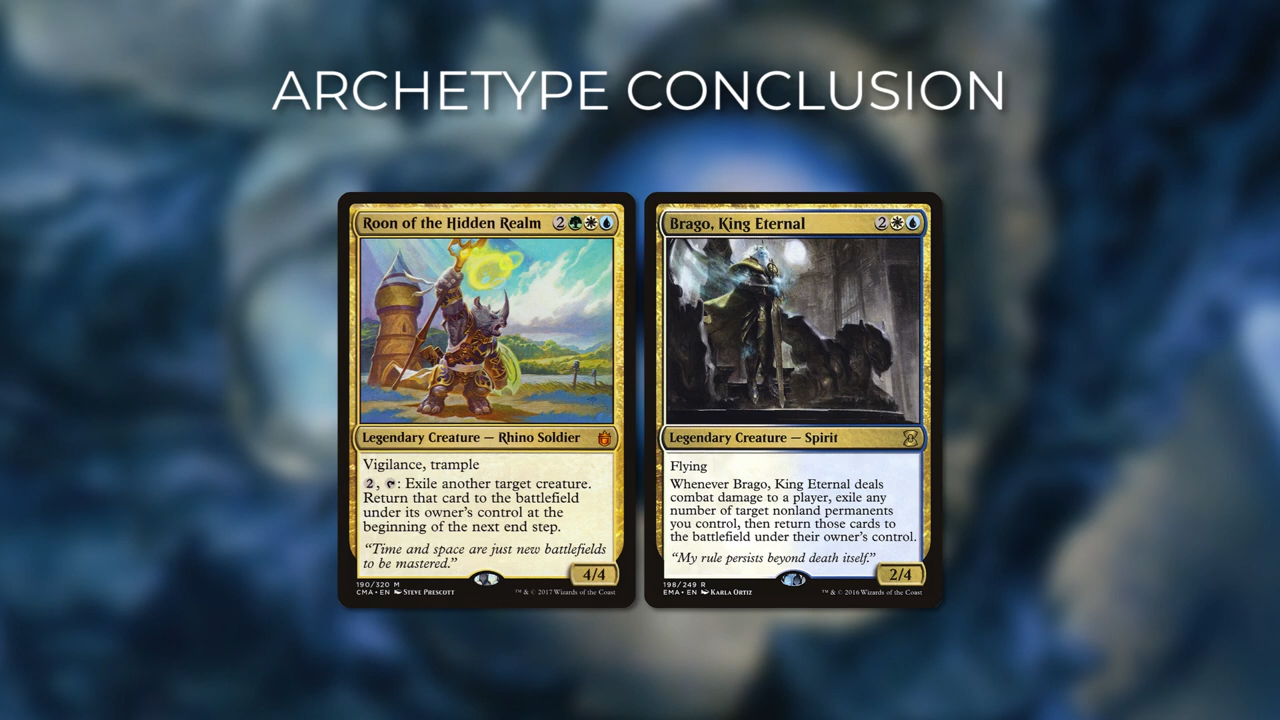 ARCHETYPE CONCLUSION
Roon of the Hidden Realm 2
Legendary Creature — Rhino Soldier
Vigilance, trample
2, : Exile another target creature.
Return that card to the battlefield
under its owner's control at the
beginning of the next end step.
“Time and space are just new battlefields
to be mastered.”
4/4
190/320 M
CMA • EN STEVE PRESCOTT
™ & © 2017 Wizards of the Coast
Brago, King Eternal 2
Legendary Creature — Spirit
Flying
Whenever Brago, King Eternal deals
combat damage to a player, exile any
number of target nonland permanents
you control, then return those cards to
the battlefield under their owner's control.
“My rule persists beyond death itself.”
2/4
198/249 R
EMA • EN KARLA ORTIZ
™ & © 2016 Wizards of the Coast